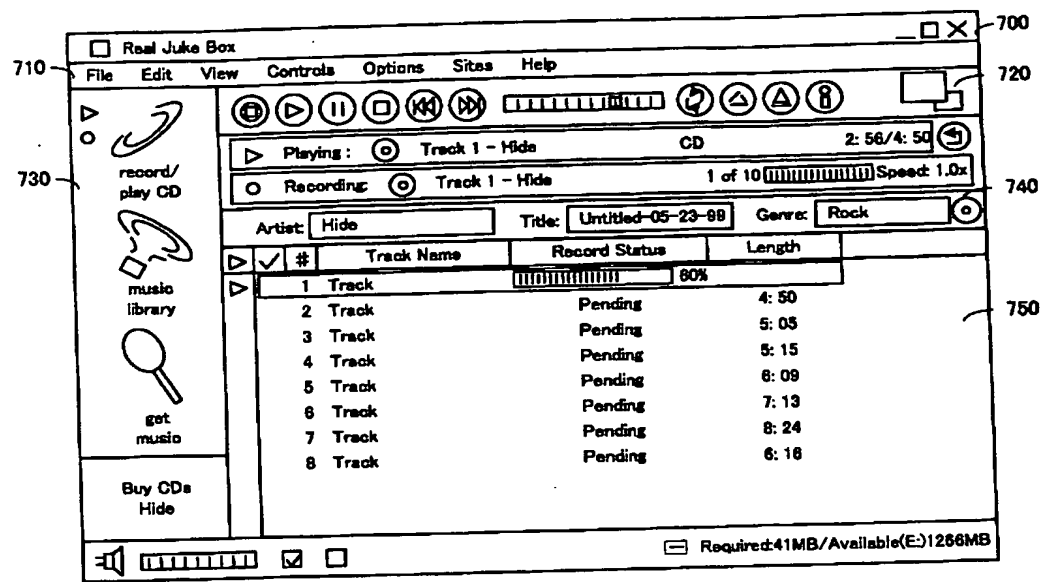 700
Real Juke Box
710
File Edit View Controls Options Sites Help
720
Playing: Track 1 - Hide CD 2: 56/4: 50
Recording: Track 1 - Hide 1 of 10 Speed: 1.0x
record/
play CD
730
740
Artist: Hide Title: Untitled-05-23-99 Genre: Rock
# Track Name Record Status Length
1 Track 60%
2 Track Pending 4: 50
3 Track Pending 5: 05
4 Track Pending 5: 15
5 Track Pending 6: 09
6 Track Pending 7: 13
7 Track Pending 8: 24
8 Track Pending 6: 16
750
music
library
get
music
Buy CDs
Hide
Required:41MB/Available(E:)1266MB